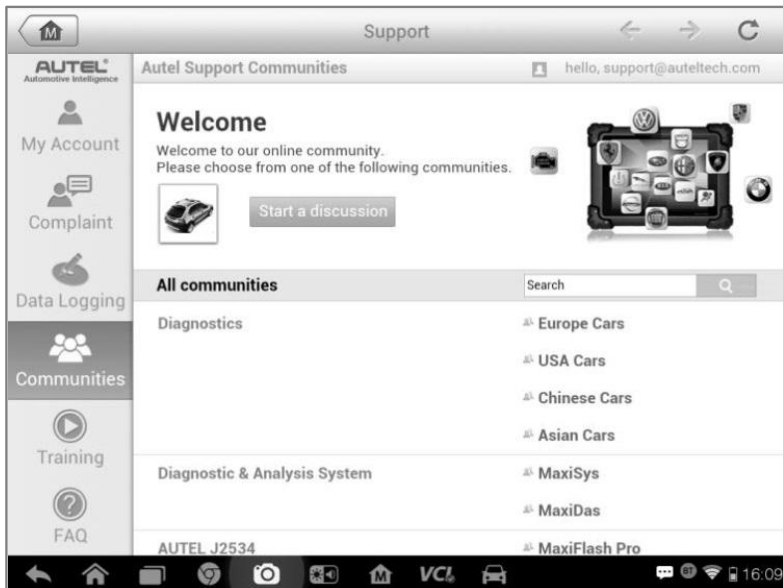 Support
AUTEL®
Automotive Intelligence
My Account
Complaint
Data Logging
Communities
Training
FAQ
Autel Support Communities
hello, support@auteltech.com
Welcome
Welcome to our online community.
Please choose from one of the following communities.
Start a discussion
All communities
Search
Diagnostics
Europe Cars
USA Cars
Chinese Cars
Asian Cars
Diagnostic & Analysis System
MaxiSys
MaxiDas
AUTEL J2534
MaxiFlash Pro
M
VCI
BT
16:09